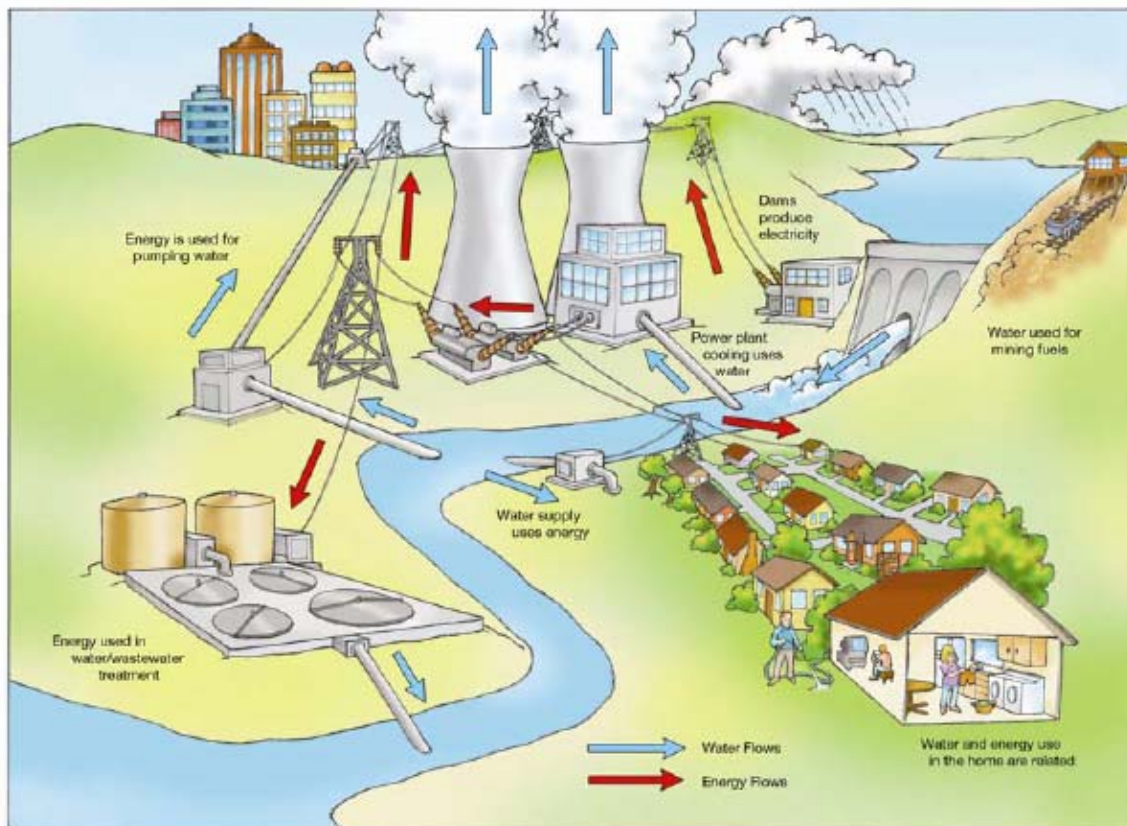 Dams
produce
electricity
Energy is used for
pumping water
Water used for
mining fuels
Power plant
cooling uses
water
Water supply
uses energy
Energy used in
water/wastewater
treatment
Water and energy use
in the home are related
Water Flows
Energy Flows